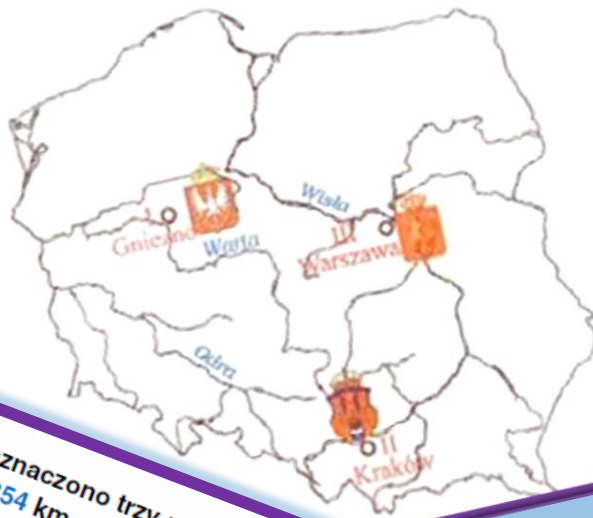 Wisła
I
Gniezno
Warta
III
Warszawa
Odra
II
Kraków
znaczono trzy
54 km